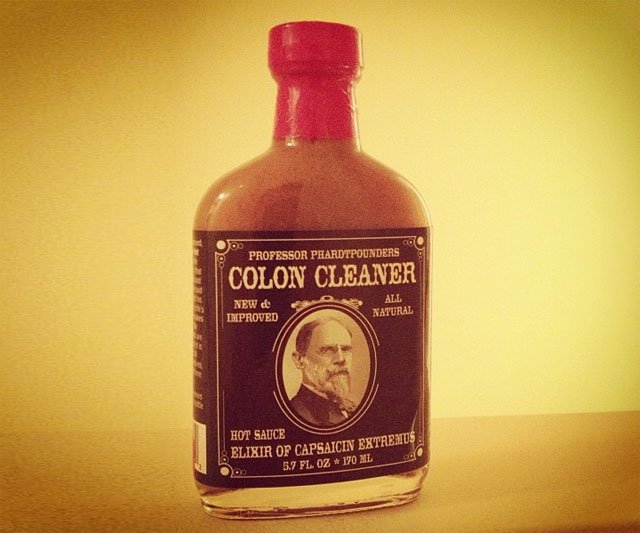 PROFESSOR PHARDTPOUNDERS
COLON CLEANER
NEW &
IMPROVED
ALL
NATURAL
HOT SAUCE
ELIXIR OF CAPSAICIN EXTREMUS
5.7 FL. OZ * 170 ML